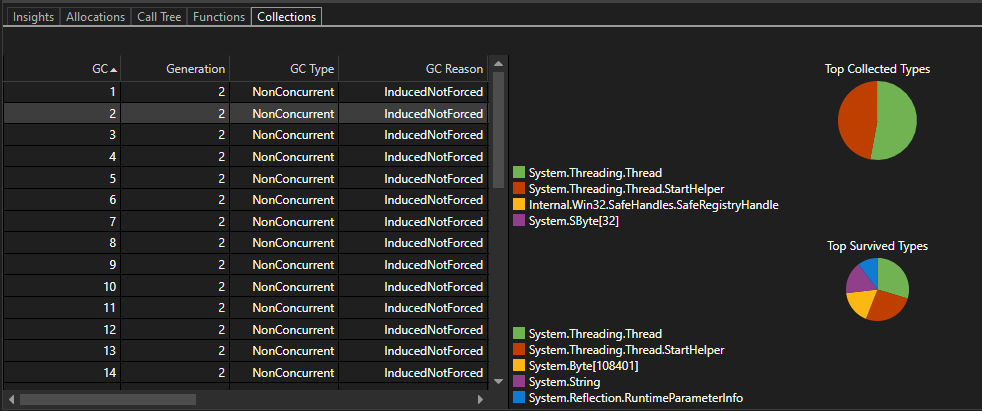 Insights Allocations Call Tree Functions Collections
GC Generation GC Type GC Reason
1 2 NonConcurrent InducedNotForced
2 2 NonConcurrent InducedNotForced
3 2 NonConcurrent InducedNotForced
4 2 NonConcurrent InducedNotForced
5 2 NonConcurrent InducedNotForced
6 2 NonConcurrent InducedNotForced
7 2 NonConcurrent InducedNotForced
8 2 NonConcurrent InducedNotForced
9 2 NonConcurrent InducedNotForced
10 2 NonConcurrent InducedNotForced
11 2 NonConcurrent InducedNotForced
12 2 NonConcurrent InducedNotForced
13 2 NonConcurrent InducedNotForced
14 2 NonConcurrent InducedNotForced
Top Collected Types
System.Threading.Thread
System.Threading.Thread.StartHelper
Internal.Win32.SafeHandles.SafeRegistryHandle
System.SByte[32]
Top Survived Types
System.Threading.Thread
System.Threading.Thread.StartHelper
System.Byte[108401]
System.String
System.Reflection.RuntimeParameterInfo